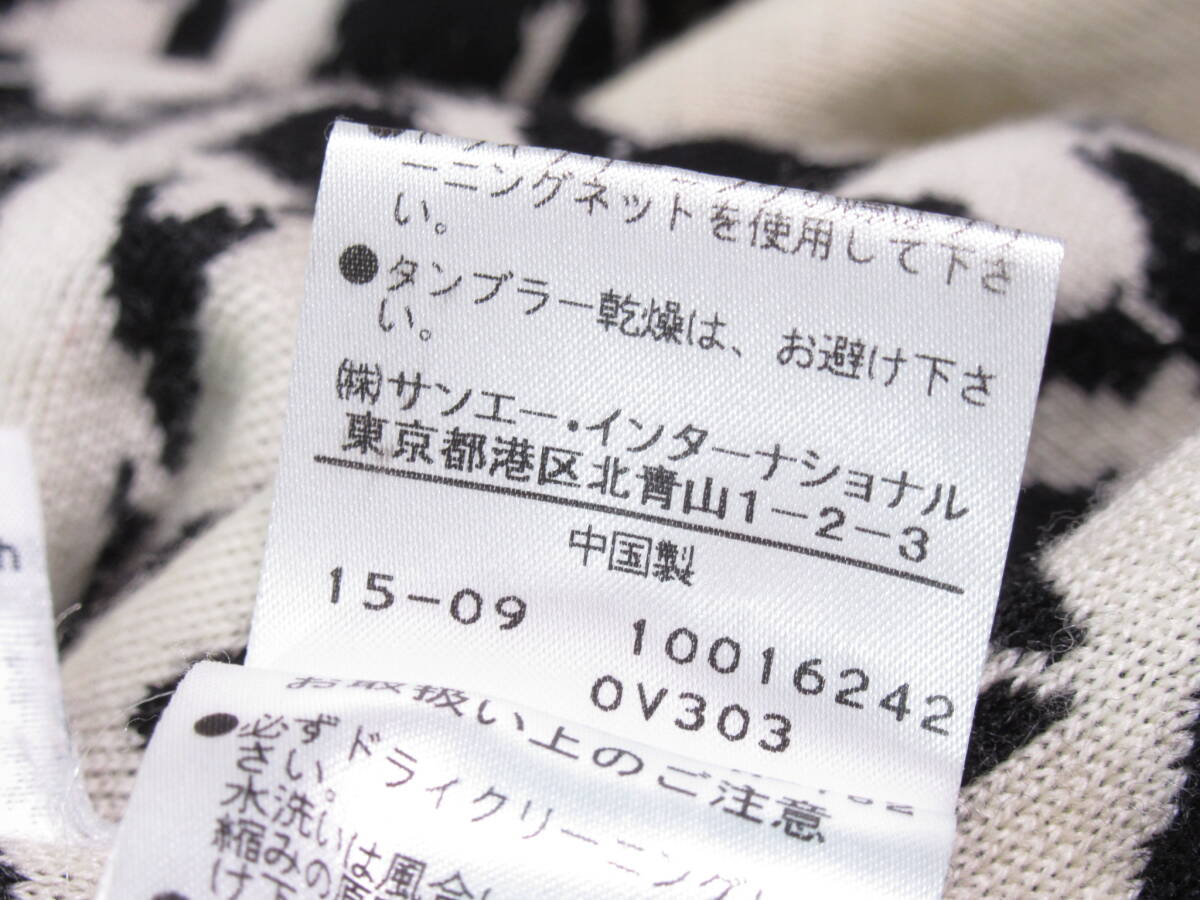 ーニングネットを使用して下さ
い。
●タンブラー乾燥は、お避け下さ
い。
㈱サンエー・インターナショナル
東京都港区北青山1-2-3
中国製
15-09 10016242
0V303
お取扱い上のご注意
●必ずドライクリーニング
さい。
水洗いは風合
縮みの原
け下
h